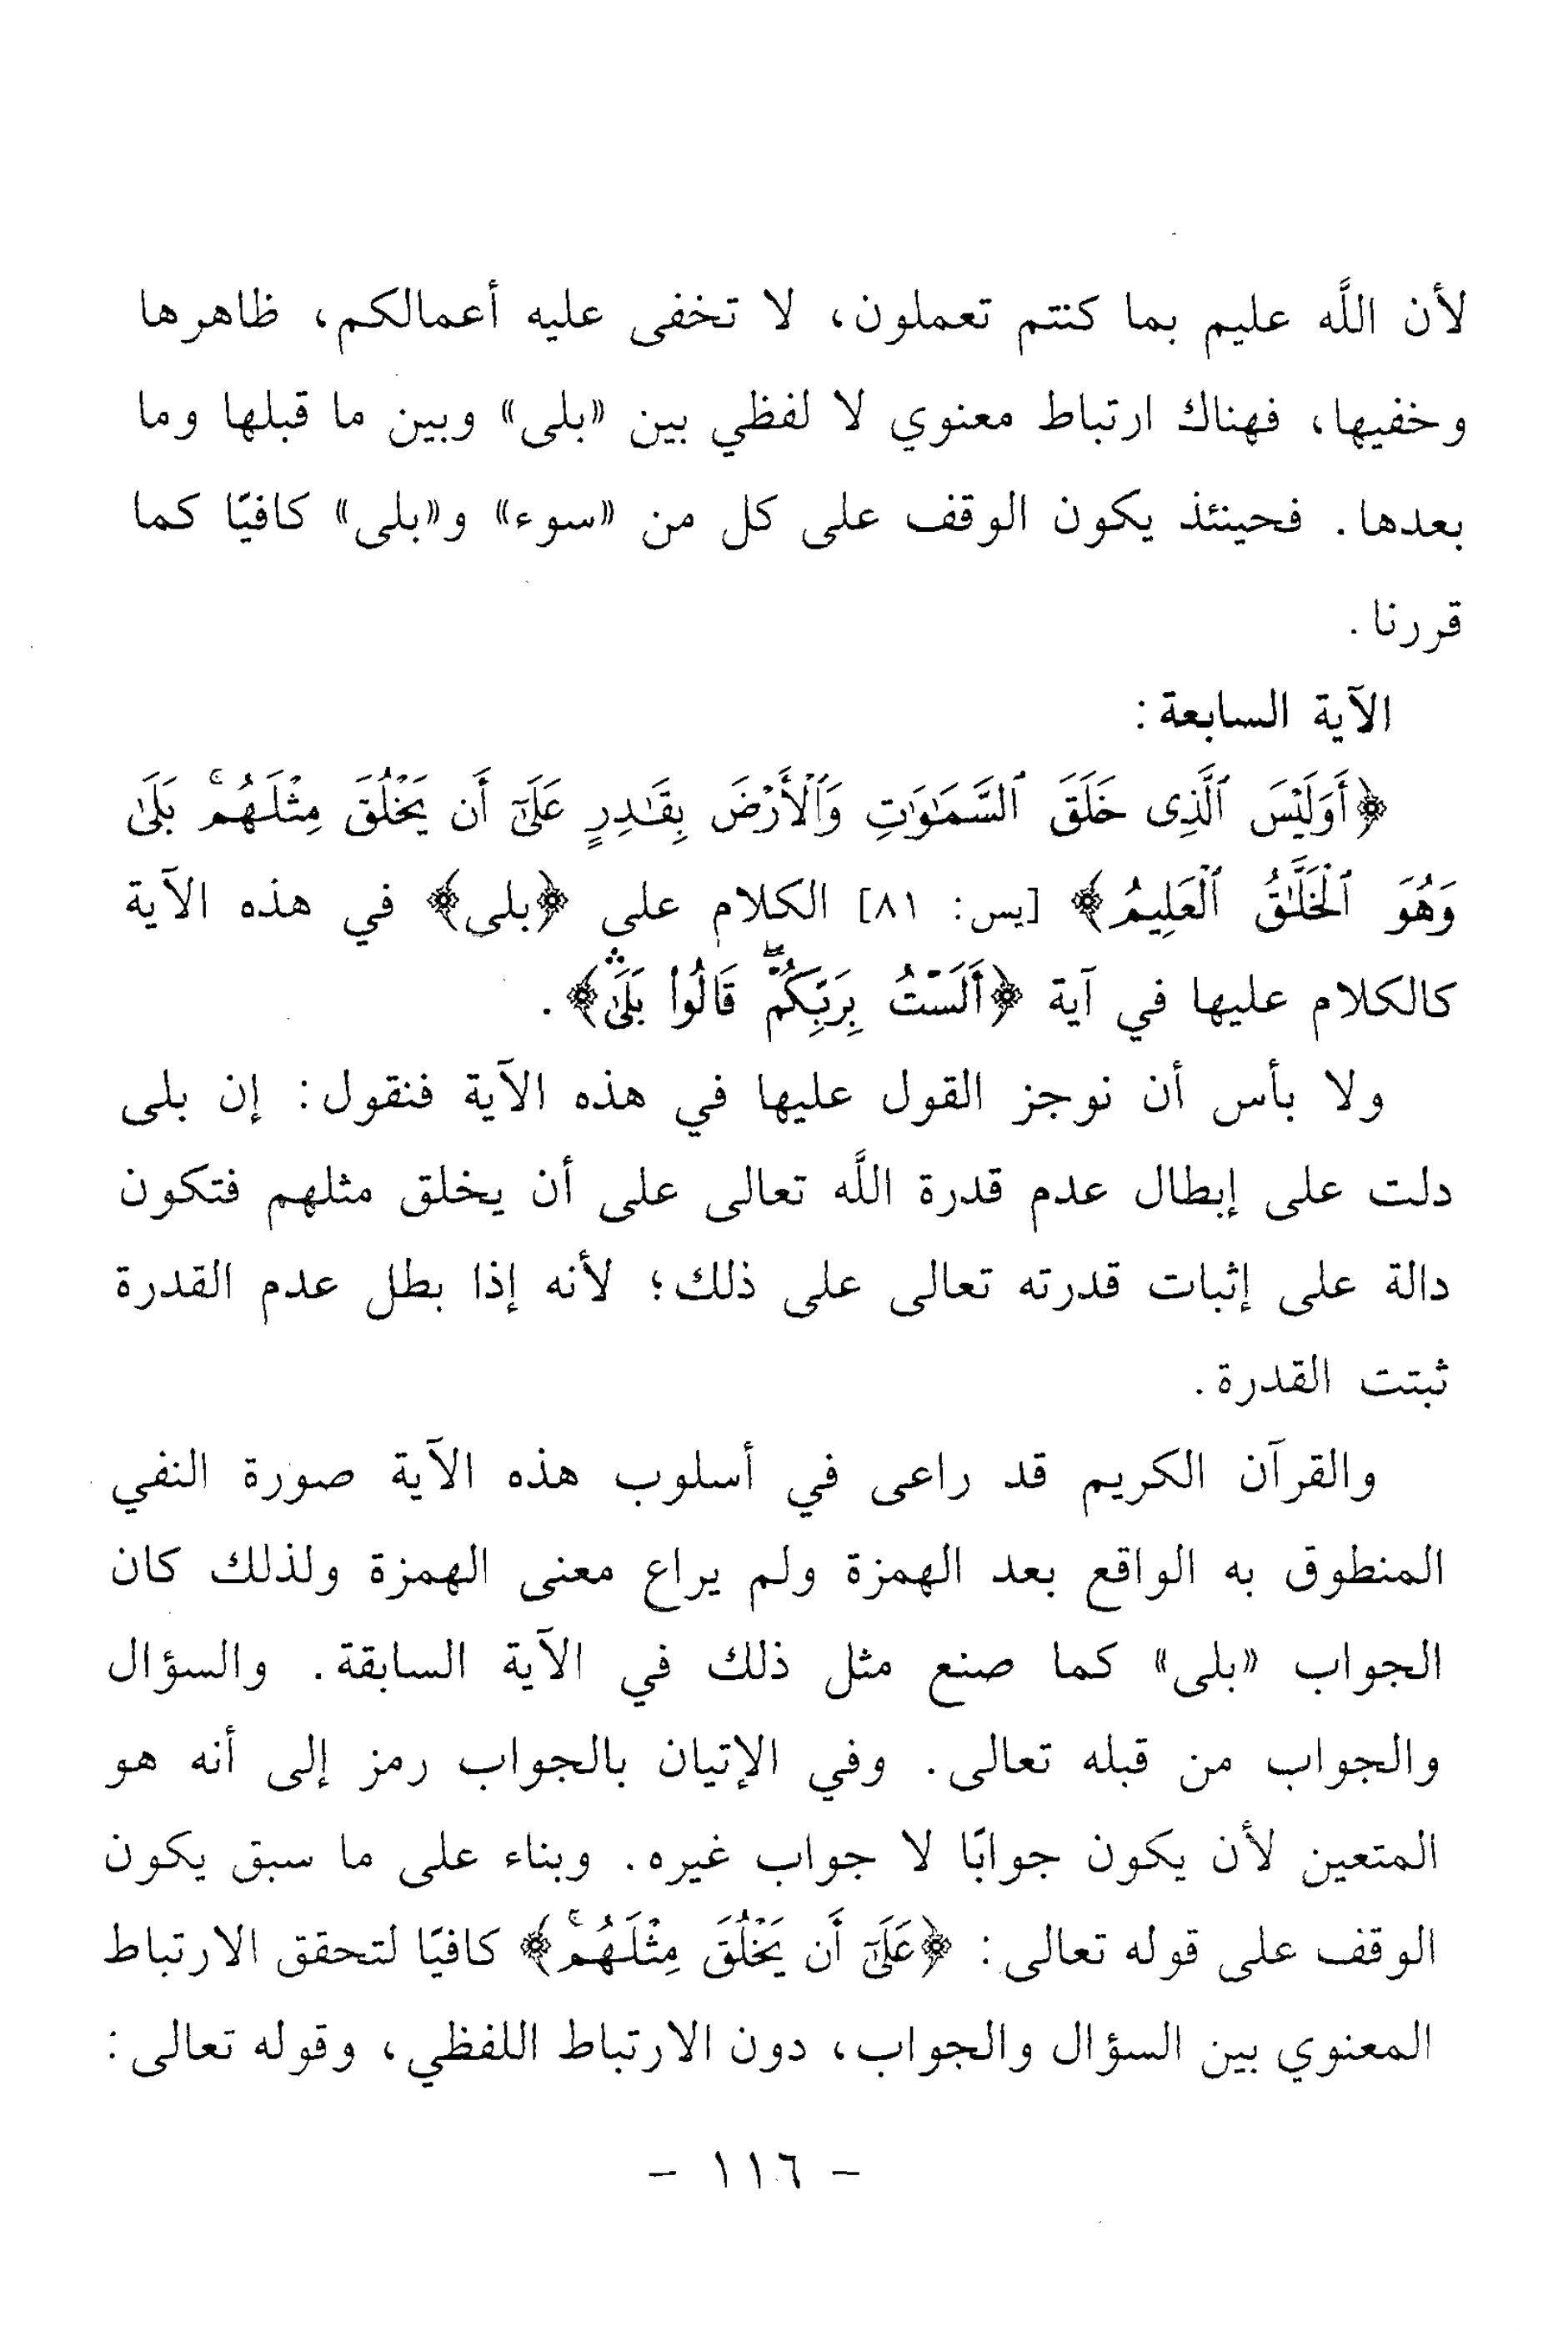 لأن اللَّه عليم بما كنتم تعملون، لا تخفى عليه أعمالكم، ظاهرها
وخفيها، فهناك ارتباط معنوي لا لفظي بين «بلى» وبين ما قبلها وما
بعدها. فحينئذ يكون الوقف على كل من «سوء» و«بلى» كافيًا كما
قررنا.
الآية السابعة:
﴿أَوَلَيْسَ ٱلَّذِى خَلَقَ ٱلسَّمَـٰوَٰتِ وَٱلْأَرْضَ بِقَـٰدِرٍ عَلَىٰٓ أَن يَخْلُقَ مِثْلَهُمۚ بَلَىٰ
وَهُوَ ٱلْخَلَّـٰقُ ٱلْعَلِيمُ﴾ [يس: ٨١] الكلام على ﴿بلى﴾ في هذه الآية
كالكلام عليها في آية ﴿أَلَسْتُ بِرَبِّكُمْۖ قَالُوا۟ بَلَىٰۛ﴾.
ولا بأس أن نوجز القول عليها في هذه الآية فنقول: إن بلى
دلت على إبطال عدم قدرة اللَّه تعالى على أن يخلق مثلهم فتكون
دالة على إثبات قدرته تعالى على ذلك؛ لأنه إذا بطل عدم القدرة
ثبتت القدرة.
والقرآن الكريم قد راعى في أسلوب هذه الآية صورة النفي
المنطوق به الواقع بعد الهمزة ولم يراع معنى الهمزة ولذلك كان
الجواب «بلى» كما صنع مثل ذلك في الآية السابقة. والسؤال
والجواب من قبله تعالى. وفي الإتيان بالجواب رمز إلى أنه هو
المتعين لأن يكون جوابًا لا جواب غيره. وبناء على ما سبق يكون
الوقف على قوله تعالى: ﴿عَلَىٰٓ أَن يَخْلُقَ مِثْلَهُمۚ﴾ كافيًا لتحقق الارتباط
المعنوي بين السؤال والجواب، دون الارتباط اللفظي، وقوله تعالى:
- ١١٦ -